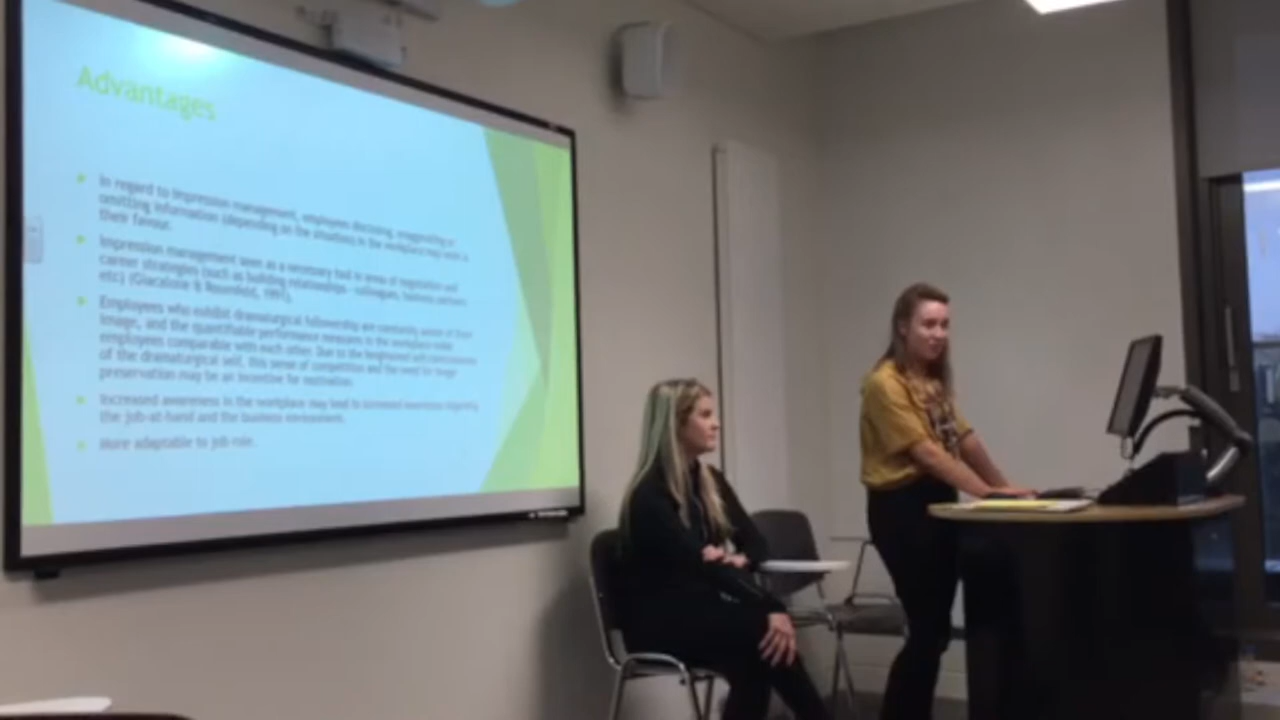 Advantages
In regard to impression management, employees disclosing, exaggerating or
omitting information (depending on the situation) in the workplace may work in
their favour.
Impression management seen as a necessary tool in areas of negotiation and
career strategies (such as building relationships - colleagues, business partners
etc) (Giacalone & Rosenfeld, 1991).
Employees who exhibit dramaturgical fellowership are constantly aware of their
image, and the quantifiable performance measures in the workplace make
employees comparable with each other. Due to the heightened self-consciousness
of the dramaturgical self, this sense of competition and the need for image
preservation may be an incentive for motivation.
Increased awareness in the workplace may lead to increased awareness regarding
the job-at-hand and the business environment.
More adaptable to job role.